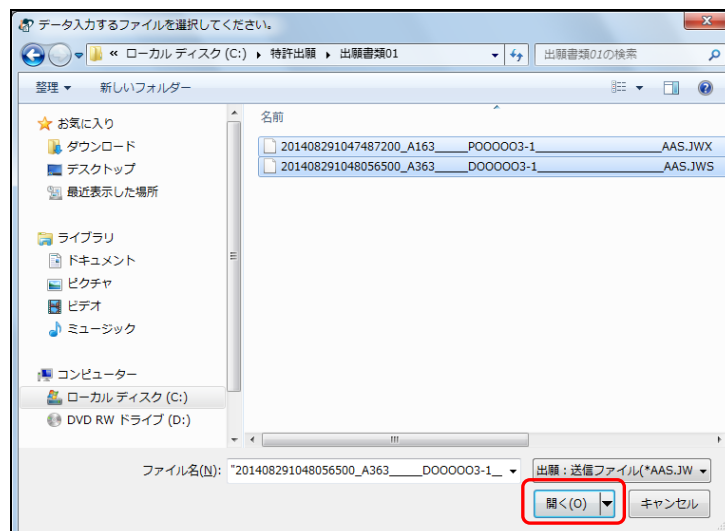 データ入力するファイルを選択してください。
« ローカル ディスク (C:) ▸ 特許出願 ▸ 出願書類01
出願書類01の検索
整理 ▼ 新しいフォルダー
名前
お気に入り
ダウンロード
デスクトップ
最近表示した場所
ライブラリ
ドキュメント
ピクチャ
ビデオ
ミュージック
コンピューター
ローカル ディスク (C:)
DVD RW ドライブ (D:)
201408291047487200_A163_____POOOOO3-1____________________AAS.JWX
201408291048056500_A363_____DOOOOO3-1____________________AAS.JWS
ファイル名(N): "201408291048056500_A363_____DOOOOO3-1__
出願：送信ファイル(*AAS.JW
開く(O)
キャンセル